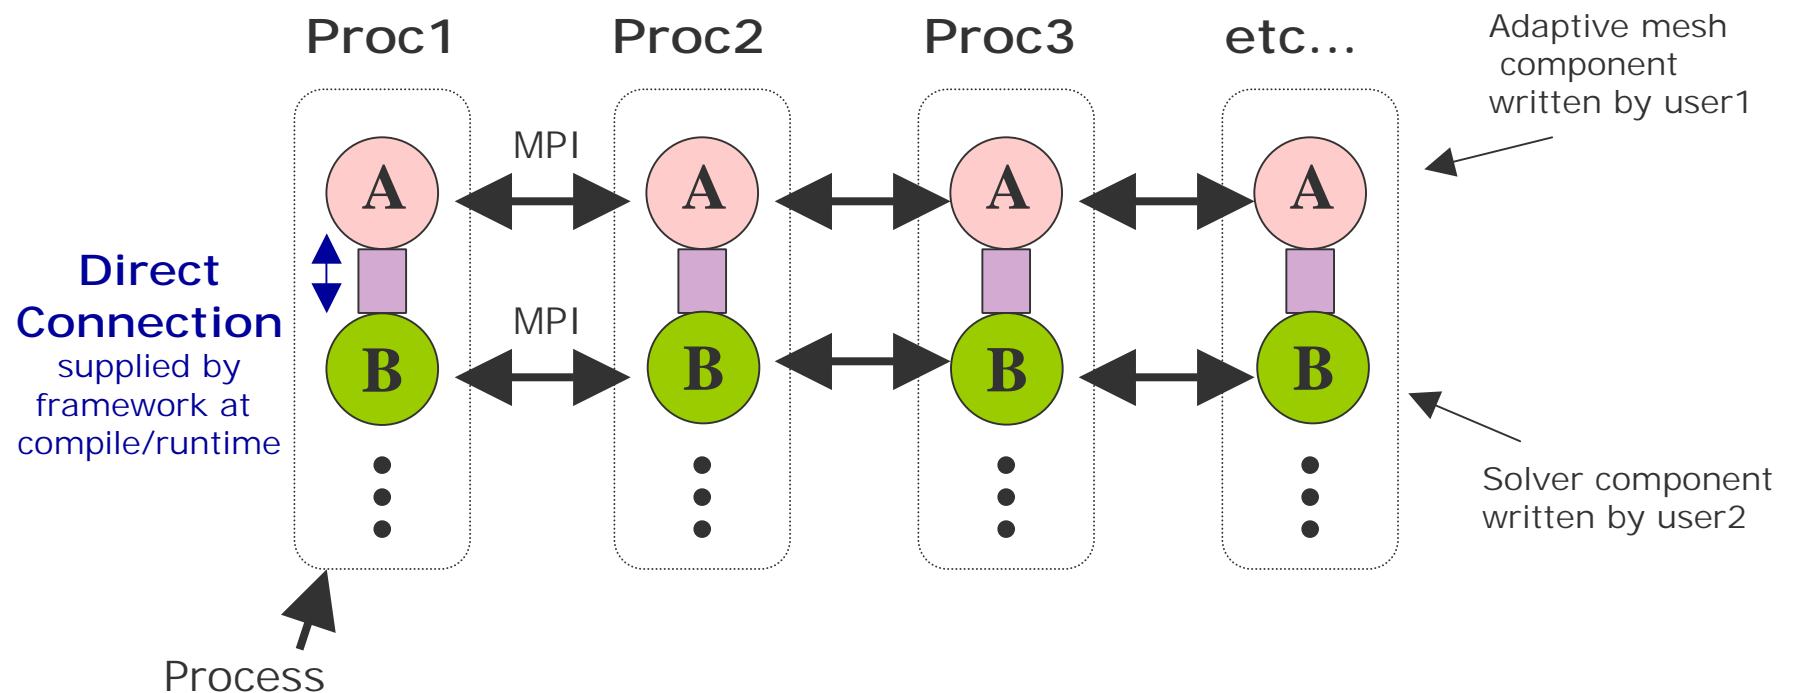 Proc1
Proc2
Proc3
etc...
Adaptive mesh
component
written by user1
MPI
A
A
A
A
Direct
Connection
supplied by
framework at
compile/runtime
MPI
B
B
B
B
Solver component
written by user2
Process